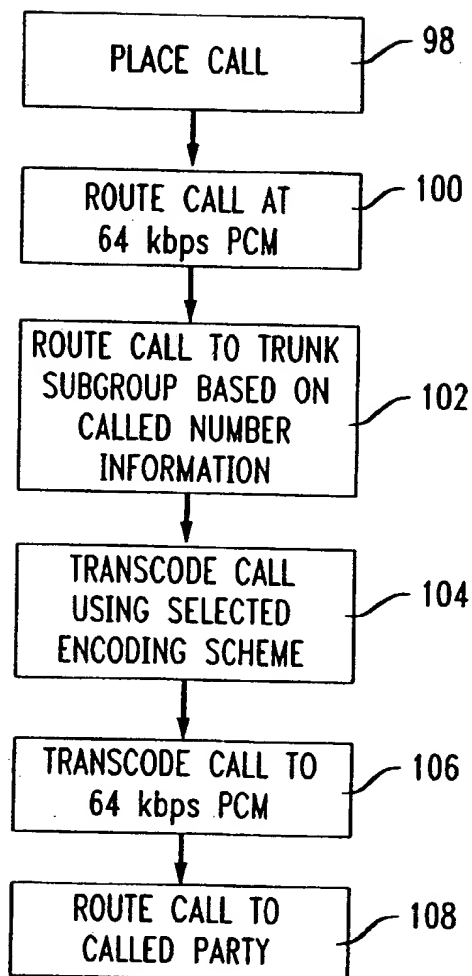 PLACE CALL
98
ROUTE CALL AT
64 kbps PCM
100
ROUTE CALL TO TRUNK
SUBGROUP BASED ON
CALLED NUMBER
INFORMATION
102
TRANSCODE CALL
USING SELECTED
ENCODING SCHEME
104
TRANSCODE CALL TO
64 kbps PCM
106
ROUTE CALL TO
CALLED PARTY
108